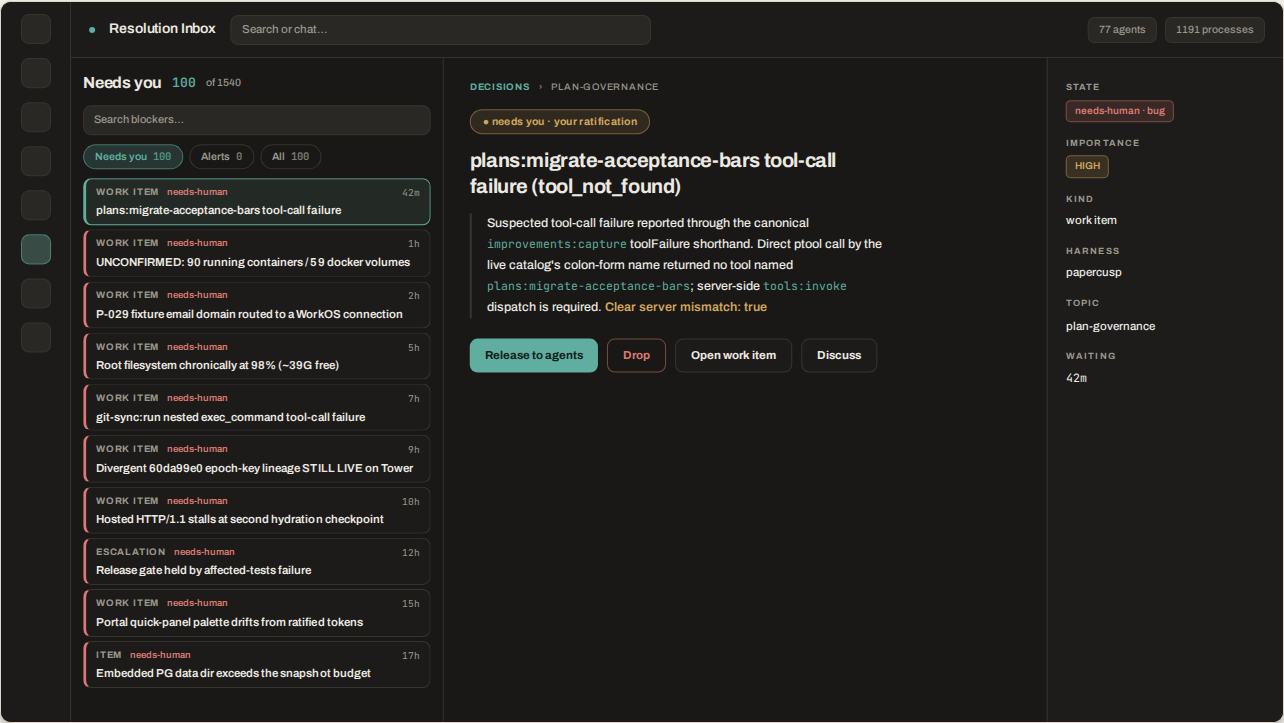 Resolution Inbox
Search or chat...
77 agents
1191 processes
Needs you 100 of 1540
Search blockers...
Needs you 100
Alerts 0
All 100
WORK ITEM needs-human 42m
plans:migrate-acceptance-bars tool-call failure
WORK ITEM needs-human 1h
UNCONFIRMED: 90 running containers / 59 docker volumes
WORK ITEM needs-human 2h
P-029 fixture email domain routed to a WorkOS connection
WORK ITEM needs-human 5h
Root filesystem chronically at 98% (~39G free)
WORK ITEM needs-human 7h
git-sync:run nested exec_command tool-call failure
WORK ITEM needs-human 9h
Divergent 60da99e0 epoch-key lineage STILL LIVE on Tower
WORK ITEM needs-human 10h
Hosted HTTP/1.1 stalls at second hydration checkpoint
ESCALATION needs-human 12h
Release gate held by affected-tests failure
WORK ITEM needs-human 15h
Portal quick-panel palette drifts from ratified tokens
ITEM needs-human 17h
Embedded PG data dir exceeds the snapshot budget
DECISIONS › PLAN-GOVERNANCE
● needs you · your ratification
plans:migrate-acceptance-bars tool-call
failure (tool_not_found)
Suspected tool-call failure reported through the canonical
improvements:capture toolFailure shorthand. Direct ptool call by the
live catalog's colon-form name returned no tool named
plans:migrate-acceptance-bars; server-side tools:invoke
dispatch is required. Clear server mismatch: true
Release to agents
Drop
Open work item
Discuss
STATE
needs-human · bug
IMPORTANCE
HIGH
KIND
work item
HARNESS
papercusp
TOPIC
plan-governance
WAITING
42m